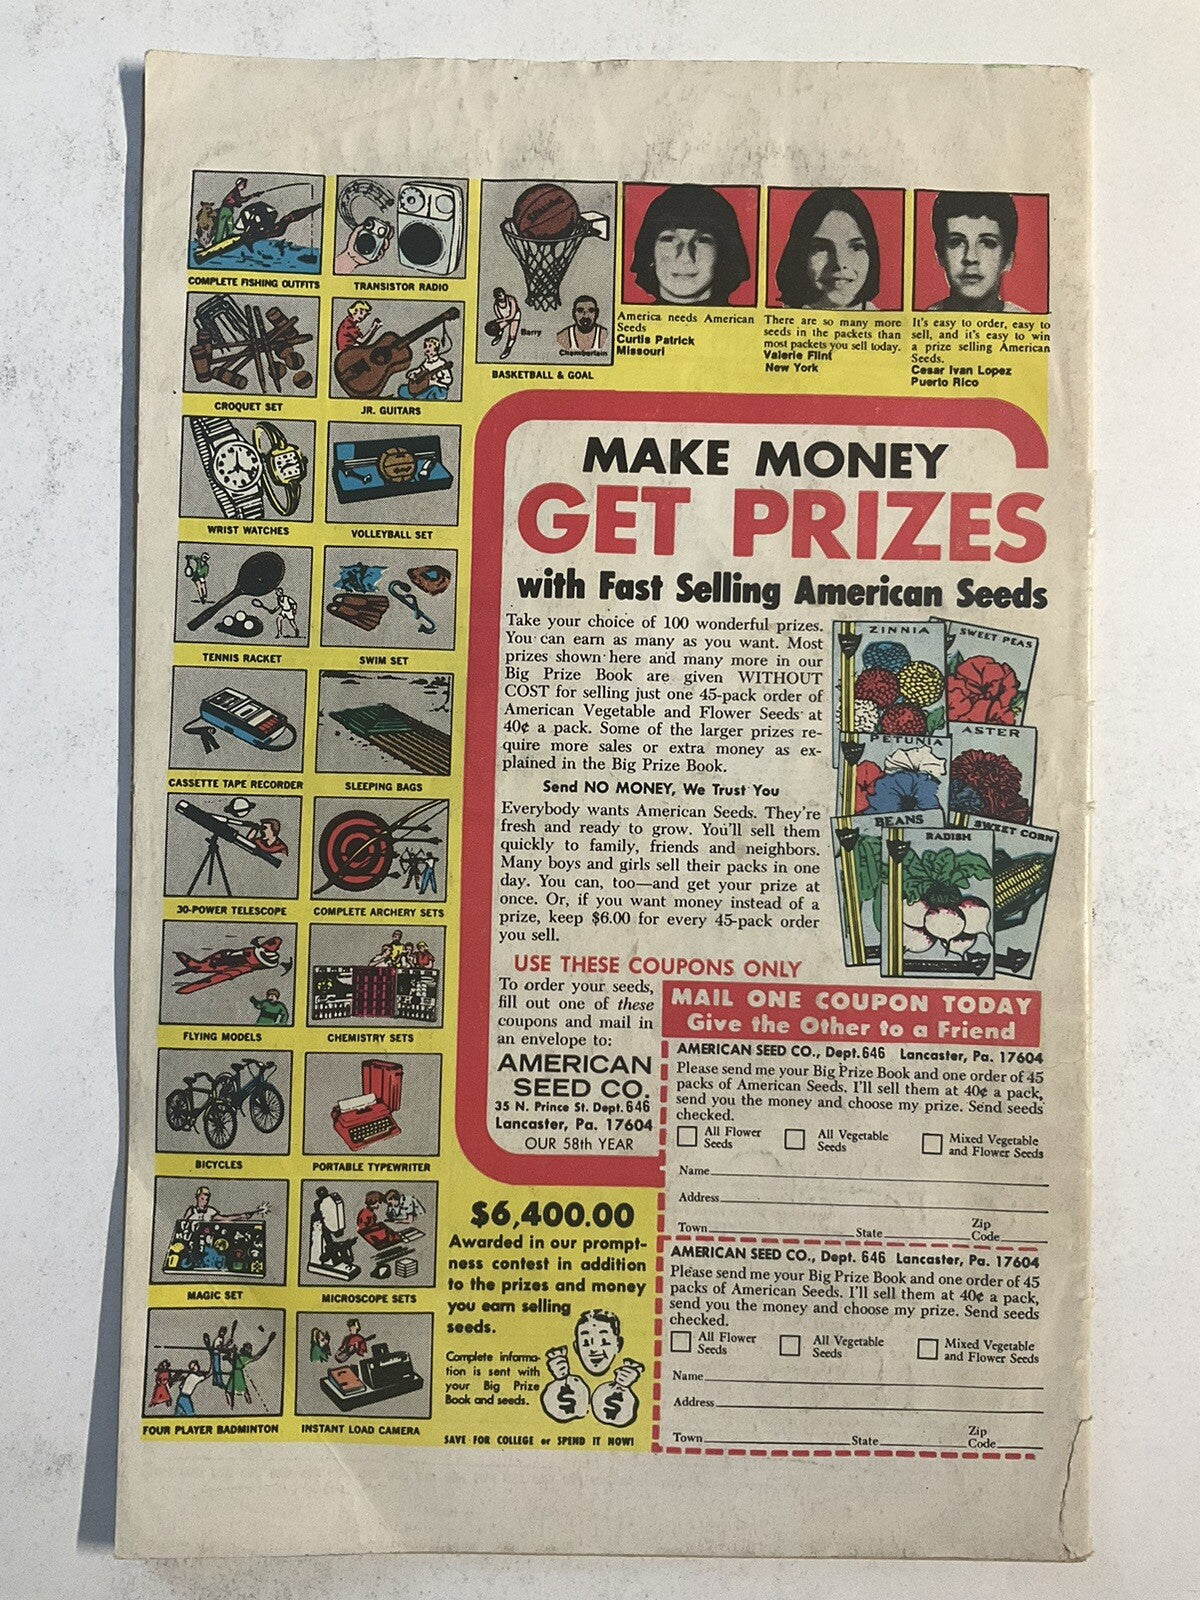 COMPLETE FISHING OUTFITS
TRANSISTOR RADIO
CROQUET SET
JR. GUITARS
WRIST WATCHES
VOLLEYBALL SET
TENNIS RACKET
SWIM SET
CASSETTE TAPE RECORDER
SLEEPING BAGS
30-POWER TELESCOPE
COMPLETE ARCHERY SETS
FLYING MODELS
CHEMISTRY SETS
BICYCLES
PORTABLE TYPEWRITER
MAGIC SET
MICROSCOPE SETS
FOUR PLAYER BADMINTON
INSTANT LOAD CAMERA
Barry
Chamberlain
BASKETBALL & GOAL
America needs American
Seeds
Curtis Patrick
Missouri
There are so many more
seeds in the packets than
most packets you sell today.
Valerie Flint
New York
It's easy to order, easy to
sell, and it's easy to win
a prize selling American
Seeds.
Cesar Ivan Lopez
Puerto Rico
MAKE MONEY
GET PRIZES
with Fast Selling American Seeds
Take your choice of 100 wonderful prizes.
You can earn as many as you want. Most
prizes shown here and many more in our
Big Prize Book are given WITHOUT
COST for selling just one 45-pack order of
American Vegetable and Flower Seeds at
40¢ a pack. Some of the larger prizes re-
quire more sales or extra money as ex-
plained in the Big Prize Book.
Send NO MONEY, We Trust You
Everybody wants American Seeds. They're
fresh and ready to grow. You'll sell them
quickly to family, friends and neighbors.
Many boys and girls sell their packs in one
day. You can, too—and get your prize at
once. Or, if you want money instead of a
prize, keep $6.00 for every 45-pack order
you sell.
ZINNIA
SWEET PEAS
PETUNIA
ASTER
BEANS
RADISH
SWEET CORN
USE THESE COUPONS ONLY
To order your seeds,
fill out one of these
coupons and mail in
an envelope to:
AMERICAN
SEED CO.
35 N. Prince St. Dept. 646
Lancaster, Pa. 17604
OUR 58th YEAR
MAIL ONE COUPON TODAY
Give the Other to a Friend
AMERICAN SEED CO., Dept. 646 Lancaster, Pa. 17604
Please send me your Big Prize Book and one order of 45
packs of American Seeds. I'll sell them at 40¢ a pack,
send you the money and choose my prize. Send seeds
checked.
All Flower
Seeds
All Vegetable
Seeds
Mixed Vegetable
and Flower Seeds
Name
Address
Town State Zip Code
AMERICAN SEED CO., Dept. 646 Lancaster, Pa. 17604
Please send me your Big Prize Book and one order of 45
packs of American Seeds. I'll sell them at 40¢ a pack,
send you the money and choose my prize. Send seeds
checked.
All Flower
Seeds
All Vegetable
Seeds
Mixed Vegetable
and Flower Seeds
Name
Address
Town State Zip Code
$6,400.00
Awarded in our prompt-
ness contest in addition
to the prizes and money
you earn selling
seeds.
Complete informa-
tion is sent with
your Big Prize
Book and seeds.
$ $
SAVE FOR COLLEGE or SPEND IT NOW!